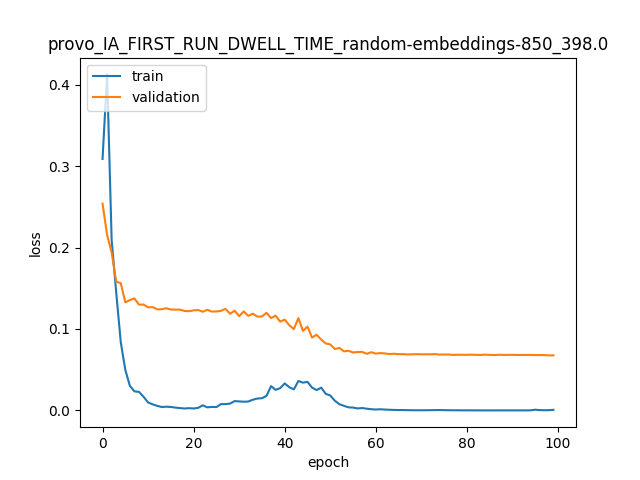 provo_IA_FIRST_RUN_DWELL_TIME_random-embeddings-850_398.0
train
validation
loss
0.4
0.3
0.2
0.1
0.0
0 20 40 60 80 100
epoch